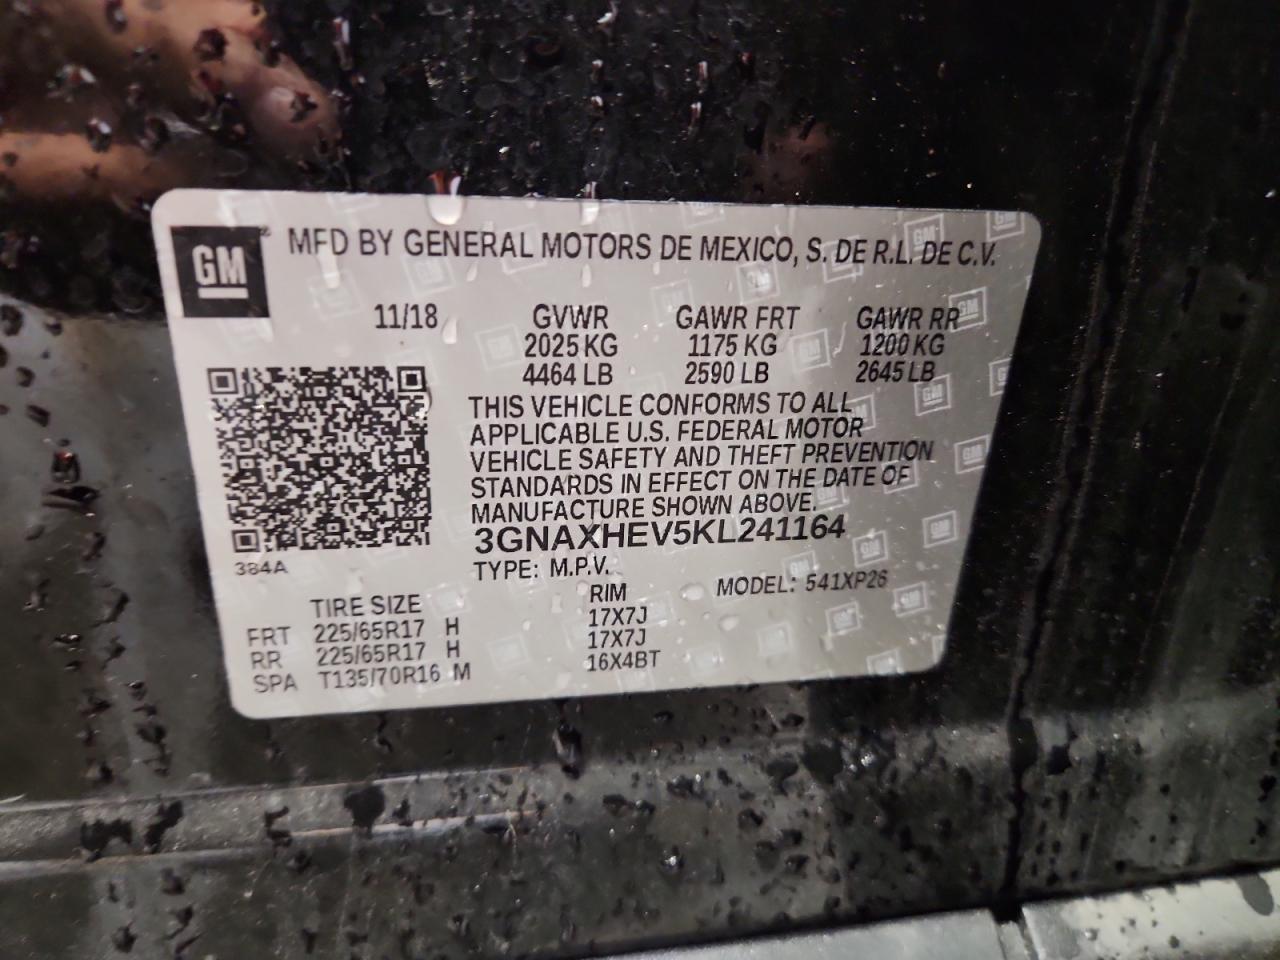 GM® MFD BY GENERAL MOTORS DE MEXICO, S. DE R.L. DE C.V.
11/18 GVWR GAWR FRT GAWR RR
2025 KG 1175 KG 1200 KG
4464 LB 2590 LB 2645 LB
THIS VEHICLE CONFORMS TO ALL
APPLICABLE U.S. FEDERAL MOTOR
VEHICLE SAFETY AND THEFT PREVENTION
STANDARDS IN EFFECT ON THE DATE OF
MANUFACTURE SHOWN ABOVE.
3GNAXHEV5KL241164
384A
TYPE: M.P.V. MODEL: 541XP26
TIRE SIZE RIM
FRT 225/65R17 H 17X7J
RR 225/65R17 H 17X7J
SPA T135/70R16 M 16X4BT